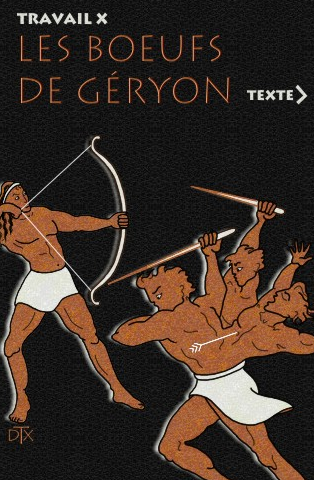 TRAVAIL X
LES BOEUFS
DE GÉRYON
TEXTE>
DTX